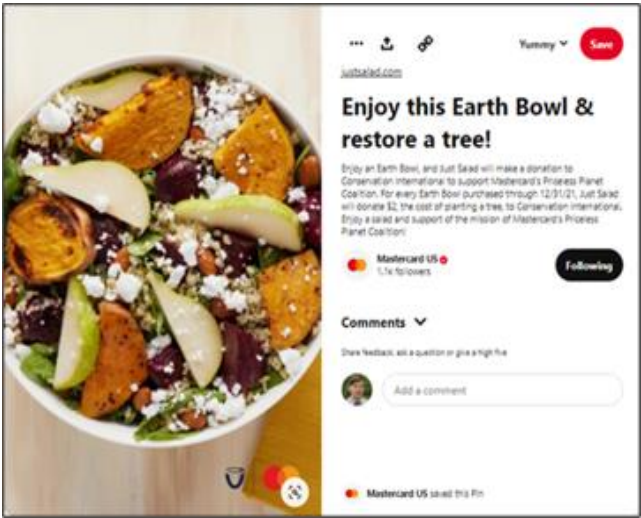 Yummy
Save
justsalad.com
Enjoy this Earth Bowl &
restore a tree!
Enjoy an Earth Bowl, and Just Salad will make a donation to
Conservation International to support Mastercard's Priceless Planet
Coalition. For every Earth Bowl purchased through 12/31/21, Just Salad
will donate $2, the cost of planting a tree, to Conservation International.
Enjoy a salad and support of the mission of Mastercard's Priceless
Planet Coalition!
Mastercard US
1.1k followers
Following
Comments
Share feedback, ask a question or give a high five
Add a comment
Mastercard US saved this Pin